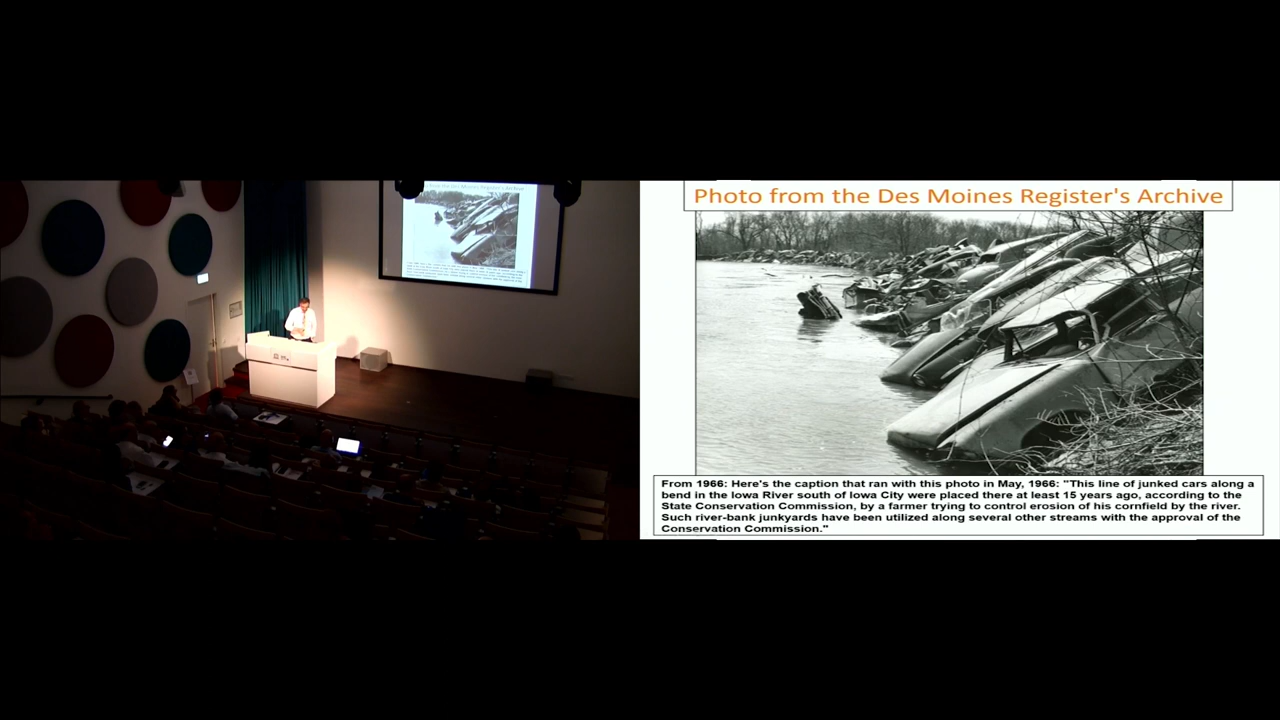 Photo from the Des Moines Register's Archive
From 1966: Here's the caption that ran with this photo in May, 1966: "This line of junked cars along a
bend in the Iowa River south of Iowa City were placed there at least 15 years ago, according to the
State Conservation Commission, by a farmer trying to control erosion of his cornfield by the river.
Such river-bank junkyards have been utilized along several other streams with the approval of the
Conservation Commission."